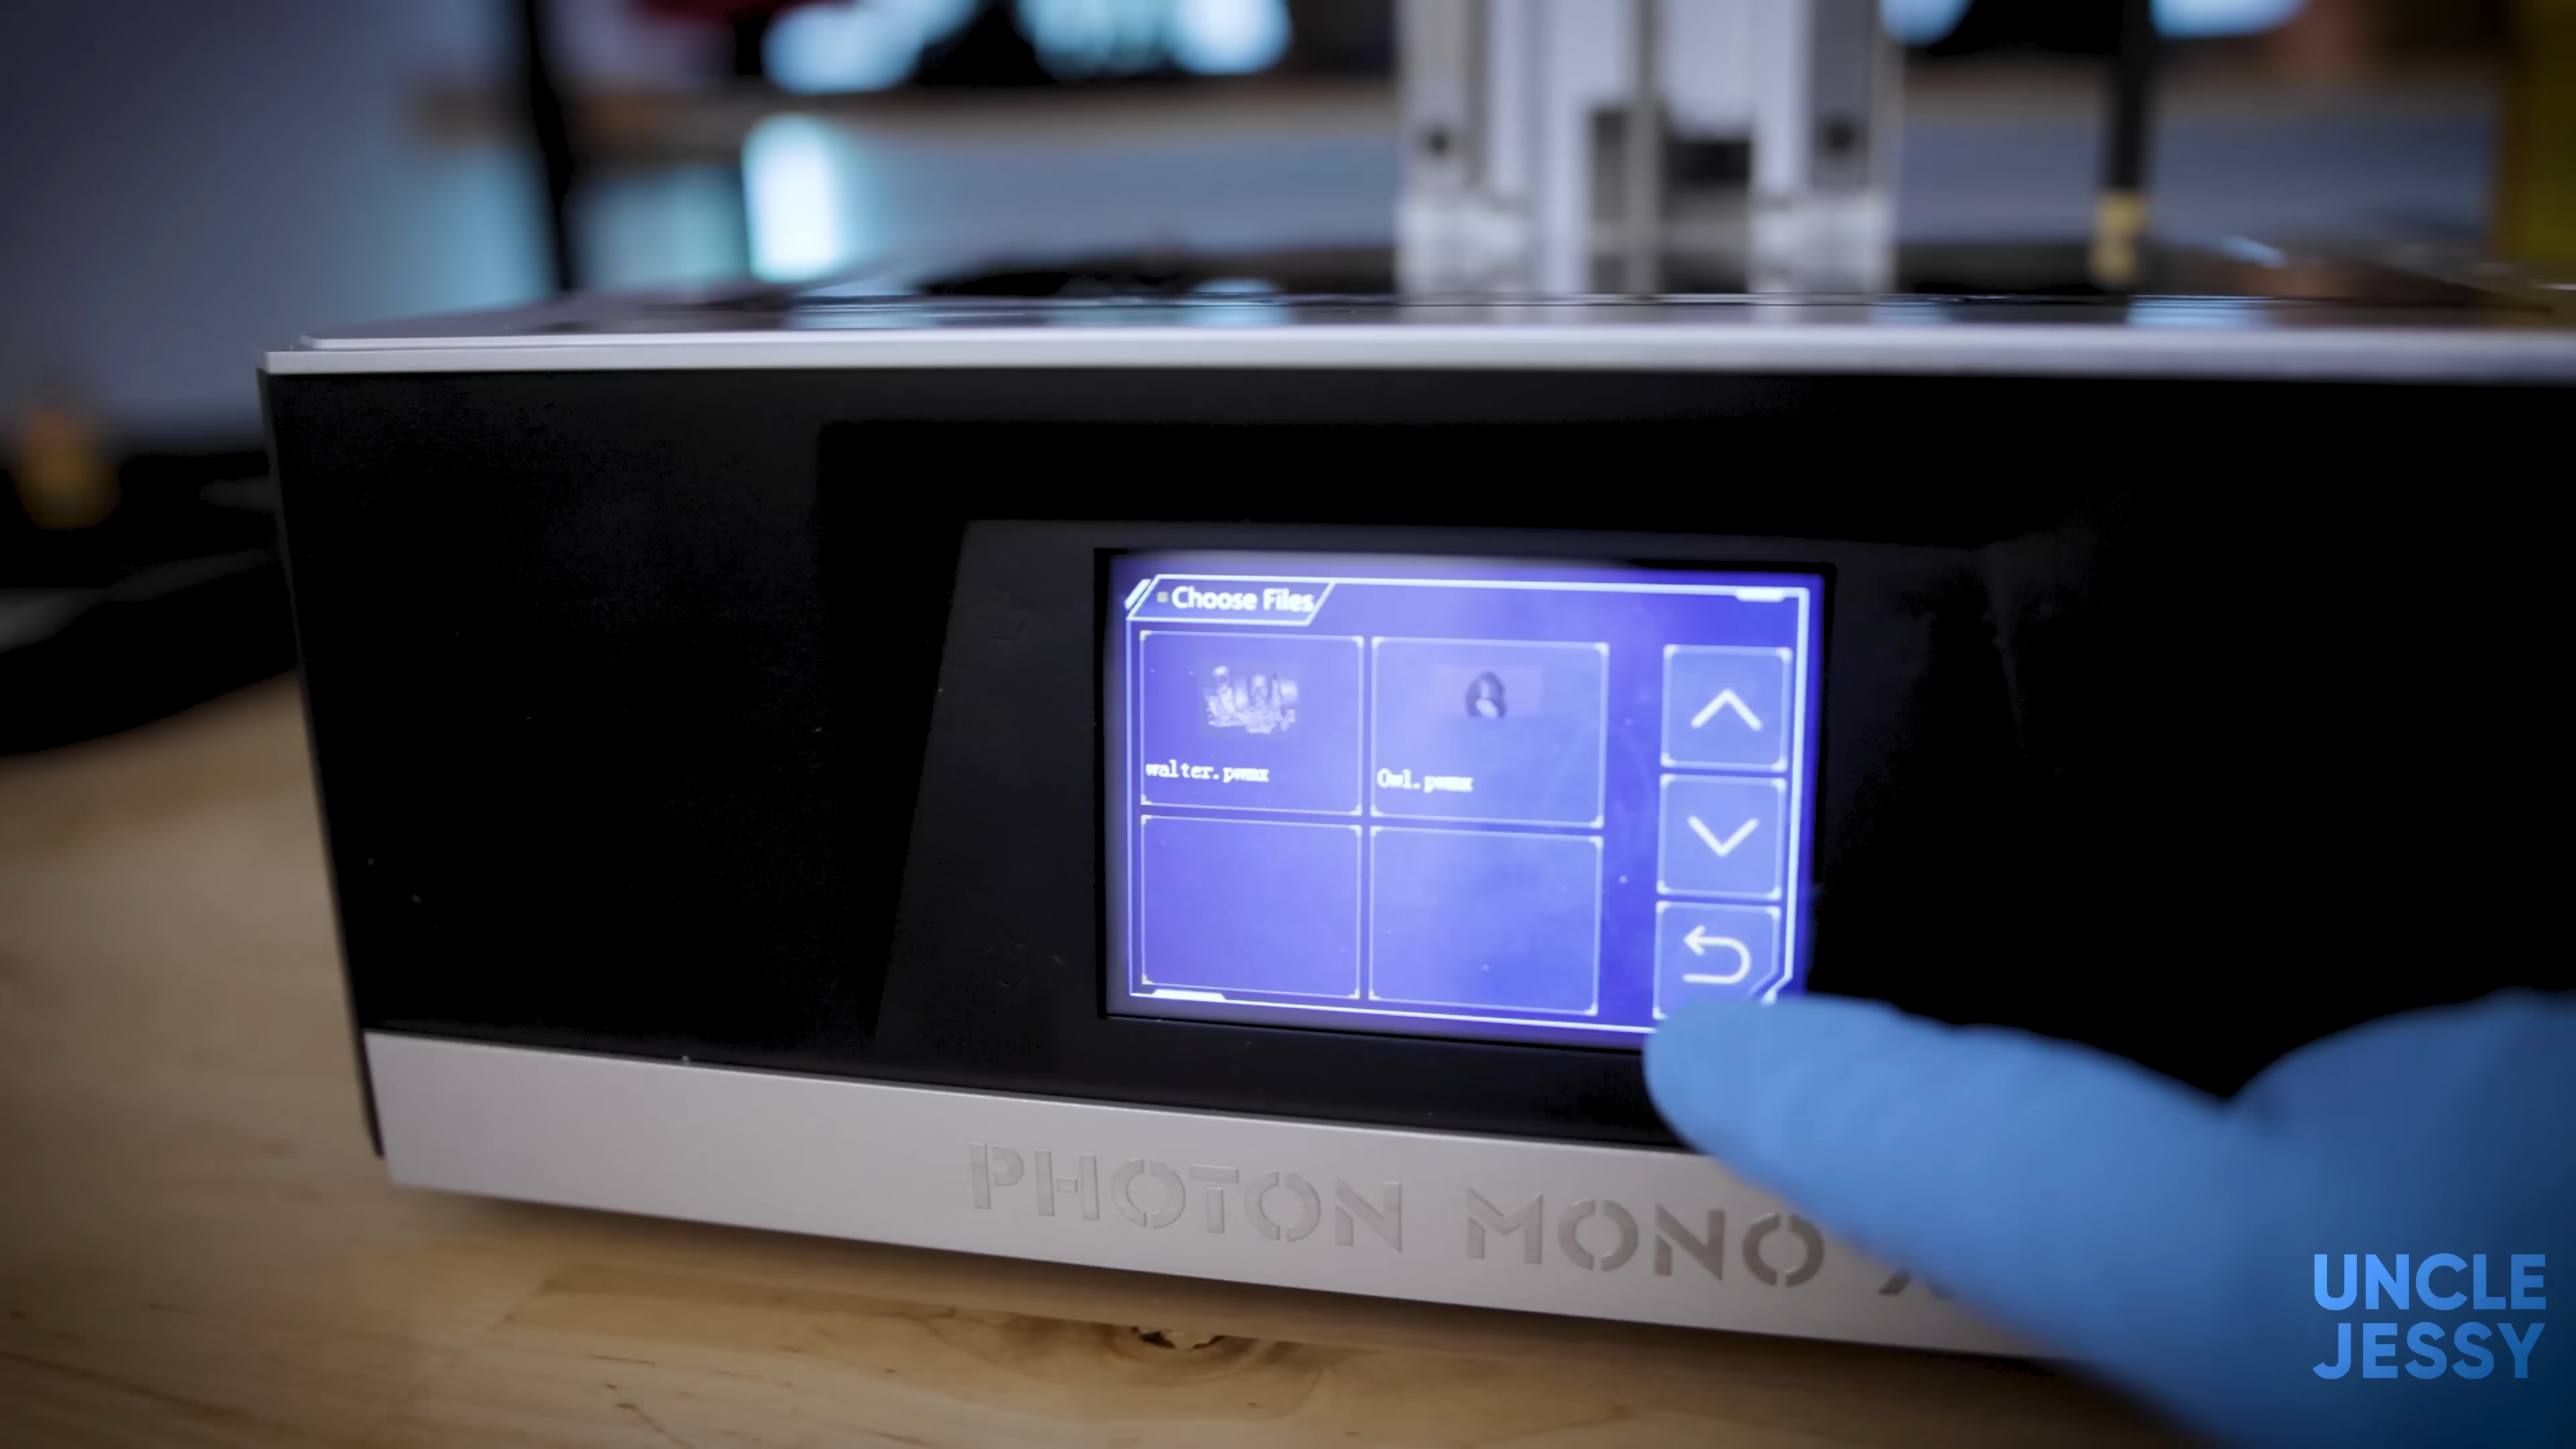 Choose Files
walter.pwmx
Owl.pwmx
PHOTON MONO X
UNCLE
JESSY